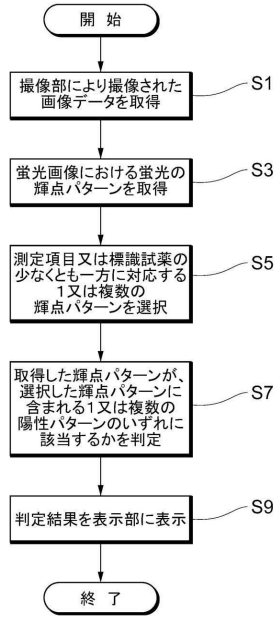 開 始
撮像部により撮像された
画像データを取得
S1
蛍光画像における蛍光の
輝点パターンを取得
S3
測定項目又は標識試薬の
少なくとも一方に対応する
1又は複数の
輝点パターンを選択
S5
取得した輝点パターンが、
選択した輝点パターンに
含まれる1又は複数の
陽性パターンのいずれに
該当するかを判定
S7
判定結果を表示部に表示
S9
終 了